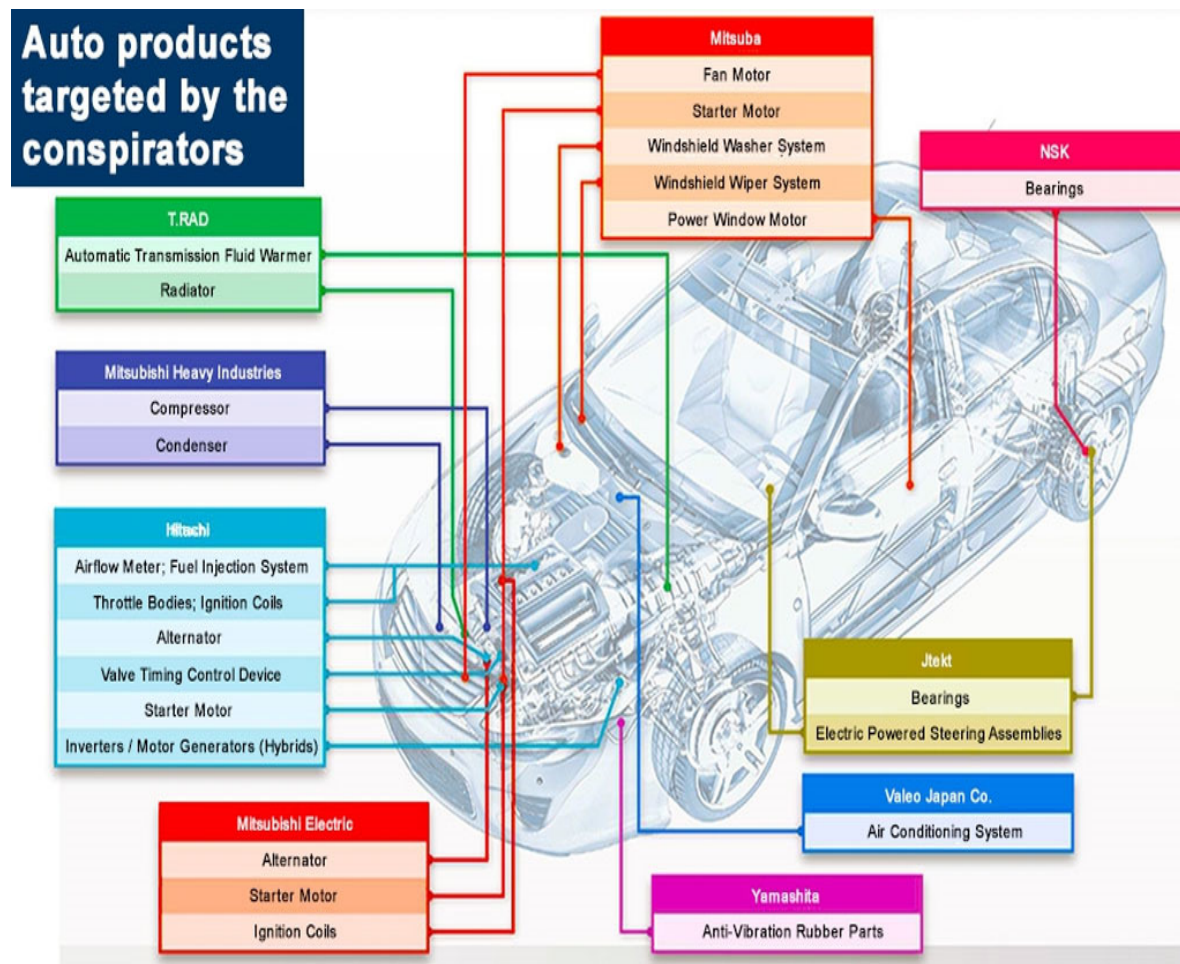 Auto products
targeted by the
conspirators
Mitsuba
Fan Motor
Starter Motor
Windshield Washer System
Windshield Wiper System
Power Window Motor
NSK
Bearings
T.RAD
Automatic Transmission Fluid Warmer
Radiator
Mitsubishi Heavy Industries
Compressor
Condenser
Hitachi
Airflow Meter; Fuel Injection System
Throttle Bodies; Ignition Coils
Alternator
Valve Timing Control Device
Starter Motor
Inverters / Motor Generators (Hybrids)
Jtekt
Bearings
Electric Powered Steering Assemblies
Valeo Japan Co.
Air Conditioning System
Mitsubishi Electric
Alternator
Starter Motor
Ignition Coils
Yamashita
Anti-Vibration Rubber Parts